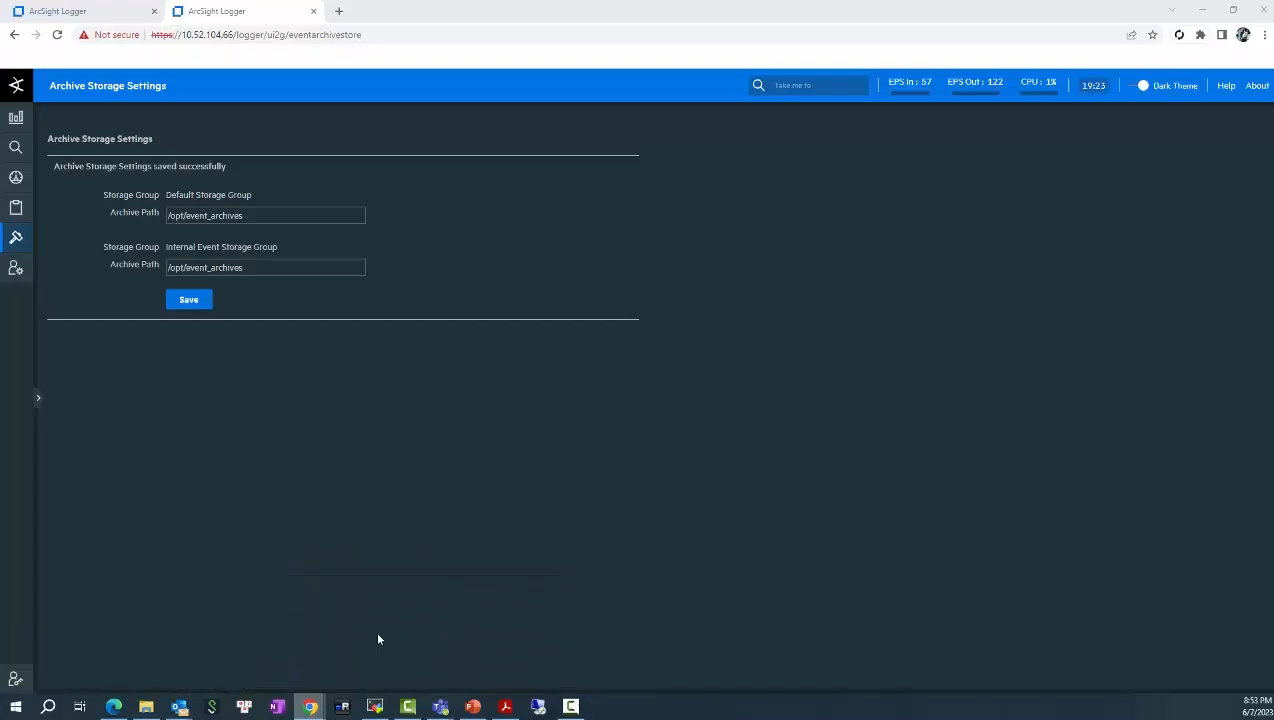 ArcSight Logger
ArcSight Logger
Not secure https://10.52.104.66/logger/ui2g/eventarchivestore
Archive Storage Settings
Take me to
EPS In : 57
EPS Out : 122
CPU : 1%
19:23
Dark Theme
Help
About
Archive Storage Settings
Archive Storage Settings saved successfully
Storage Group Default Storage Group
Archive Path /opt/event_archives
Storage Group Internal Event Storage Group
Archive Path /opt/event_archives
Save
8:53 PM
6/7/2023